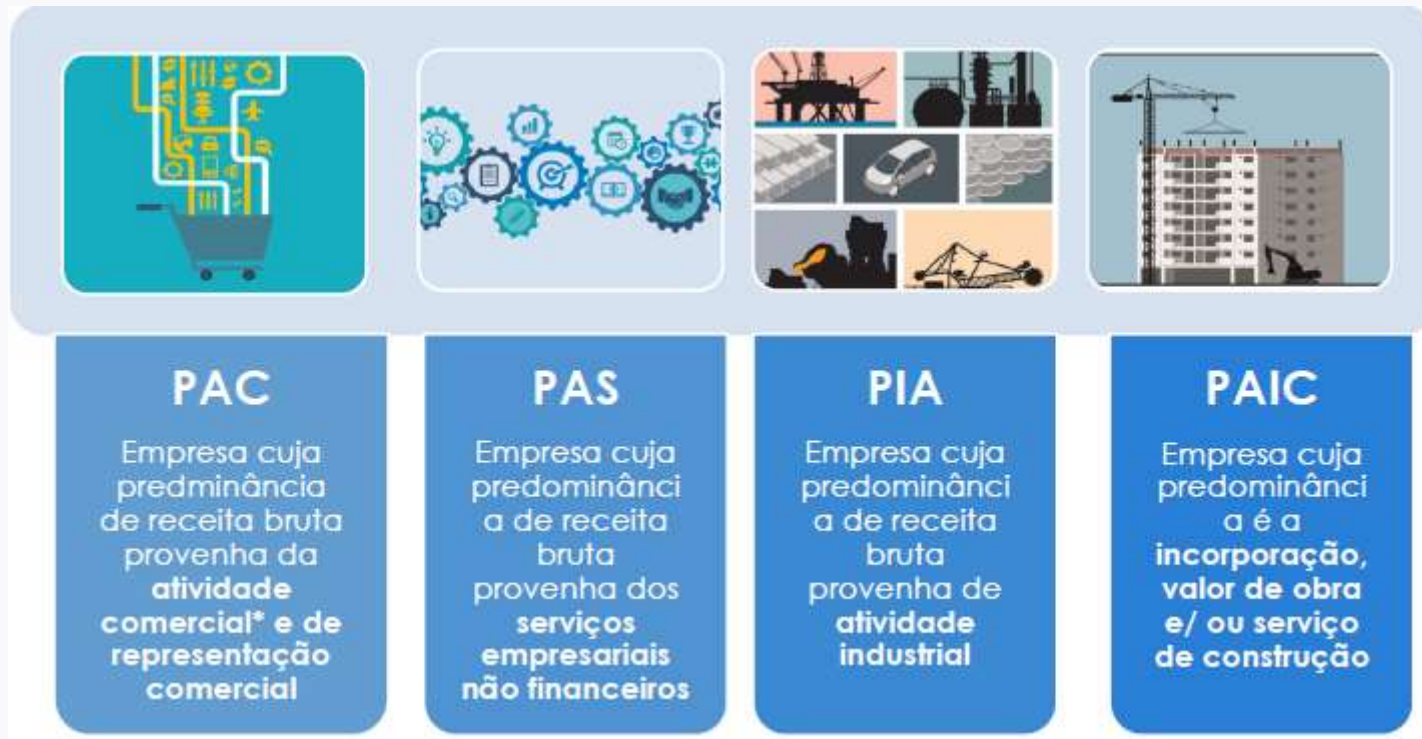 PAC
Empresa cuja
predminância
de receita bruta
provenha da
atividade
comercial* e de
representação
comercial
PAS
Empresa cuja
predominânci
a de receita
bruta
provenha dos
serviços
empresariais
não financeiros
PIA
Empresa cuja
predominânci
a de receita
bruta
provenha de
atividade
industrial
PAIC
Empresa cuja
predominânci
a é a
incorporação,
valor de obra
e/ ou serviço
de construção